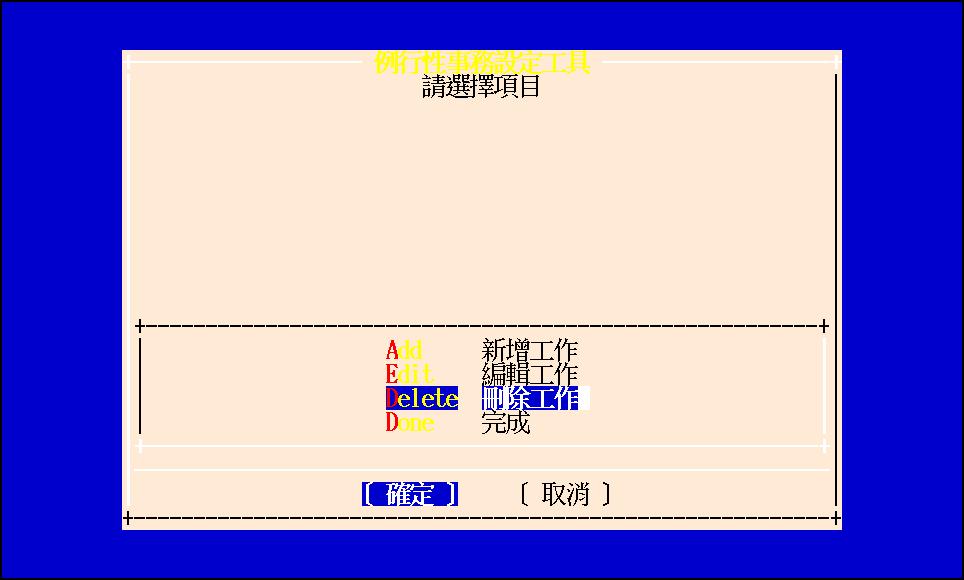 例行性事務設定工具
請選擇項目
Add 新增工作
Edit 編輯工作
Delete 刪除工作
Done 完成
〔 確定 〕 〔 取消 〕